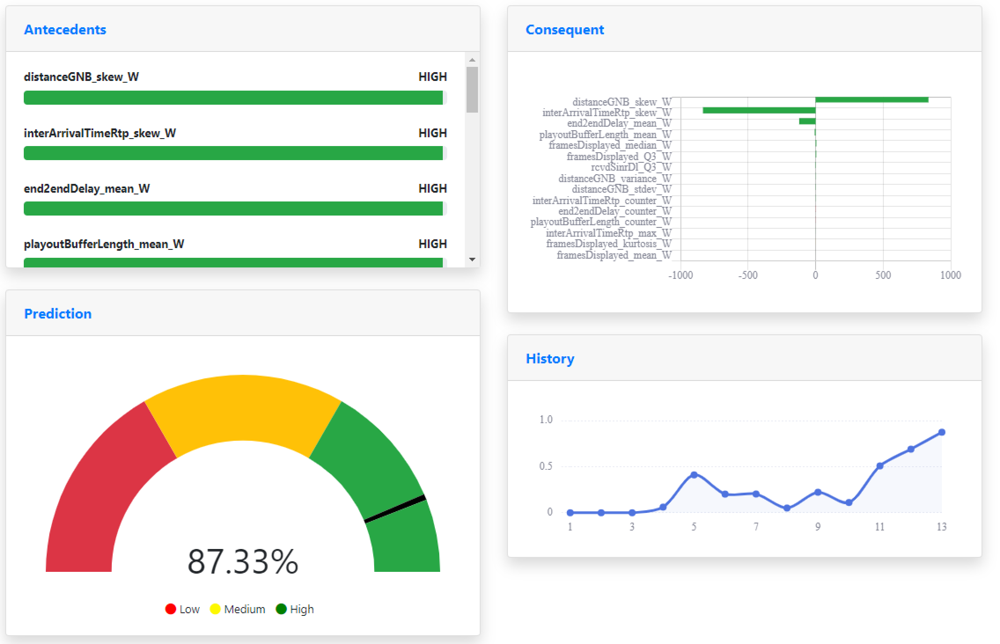 Antecedents
distanceGNB_skew_W HIGH
interArrivalTimeRtp_skew_W HIGH
end2endDelay_mean_W HIGH
playoutBufferLength_mean_W HIGH
Consequent
distanceGNB_skew_W
interArrivalTimeRtp_skew_W
end2endDelay_mean_W
playoutBufferLength_mean_W
framesDisplayed_median_W
framesDisplayed_Q3_W
rcvdSinrDl_Q3_W
distanceGNB_variance_W
distanceGNB_stdev_W
interArrivalTimeRtp_counter_W
end2endDelay_counter_W
playoutBufferLength_counter_W
interArrivalTimeRtp_max_W
framesDisplayed_kurtosis_W
framesDisplayed_mean_W
-1000 -500 0 500 1000
Prediction
87.33%
Low Medium High
History
1.0
0.5
0
1 3 5 7 9 11 13